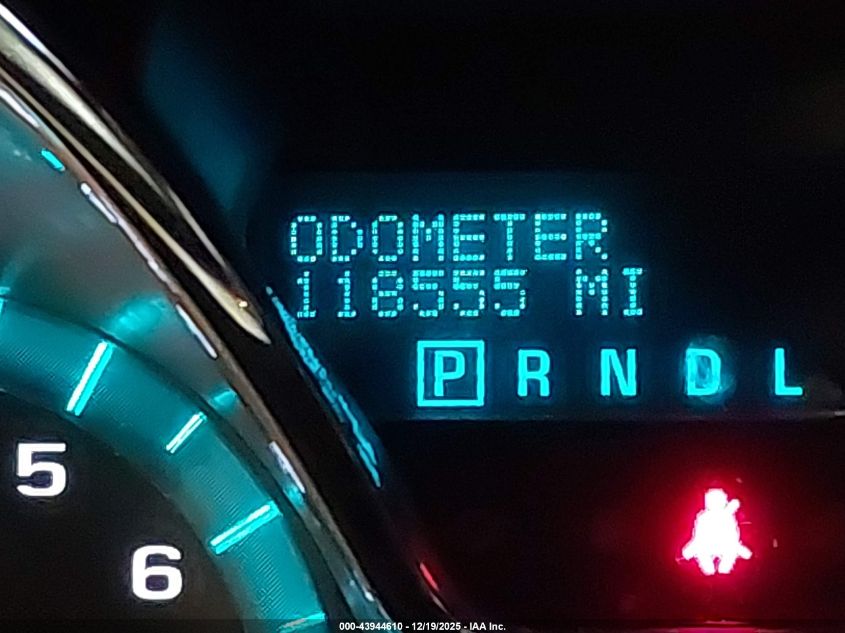 ODOMETER
118555 MI
P R N D L
5
6
000-43944610 - 12/19/2025 - IAA Inc.